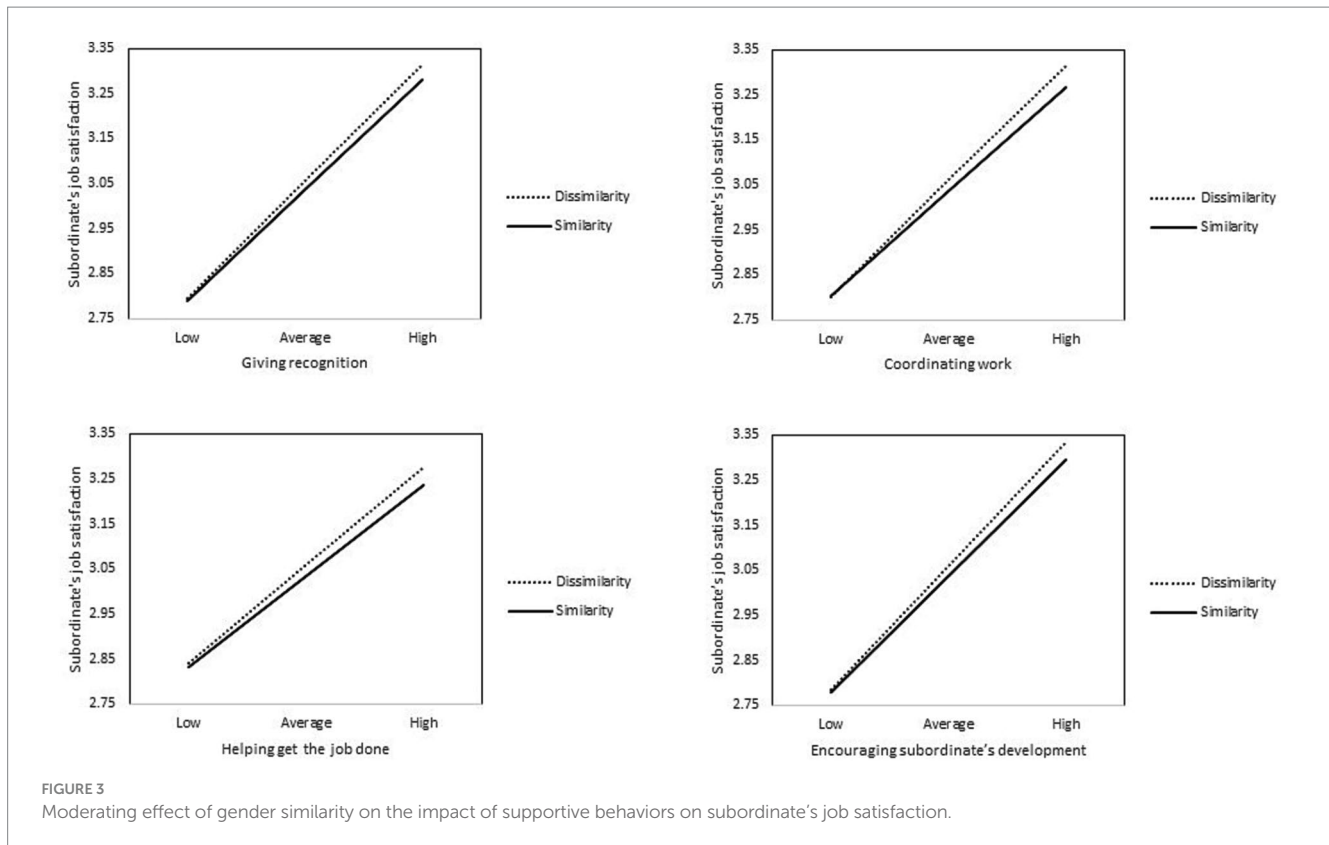 3.35
3.25
3.15
3.05
2.95
2.85
2.75
Subordinate's job satisfaction
Low Average High
Giving recognition
Dissimilarity
Similarity
3.35
3.25
3.15
3.05
2.95
2.85
2.75
Subordinate's job satisfaction
Low Average High
Coordinating work
Dissimilarity
Similarity
3.35
3.25
3.15
3.05
2.95
2.85
2.75
Subordinate's job satisfaction
Low Average High
Helping get the job done
Dissimilarity
Similarity
3.35
3.25
3.15
3.05
2.95
2.85
2.75
Subordinate's job satisfaction
Low Average High
Encouraging subordinate’s development
Dissimilarity
Similarity
FIGURE 3
Moderating effect of gender similarity on the impact of supportive behaviors on subordinate’s job satisfaction.